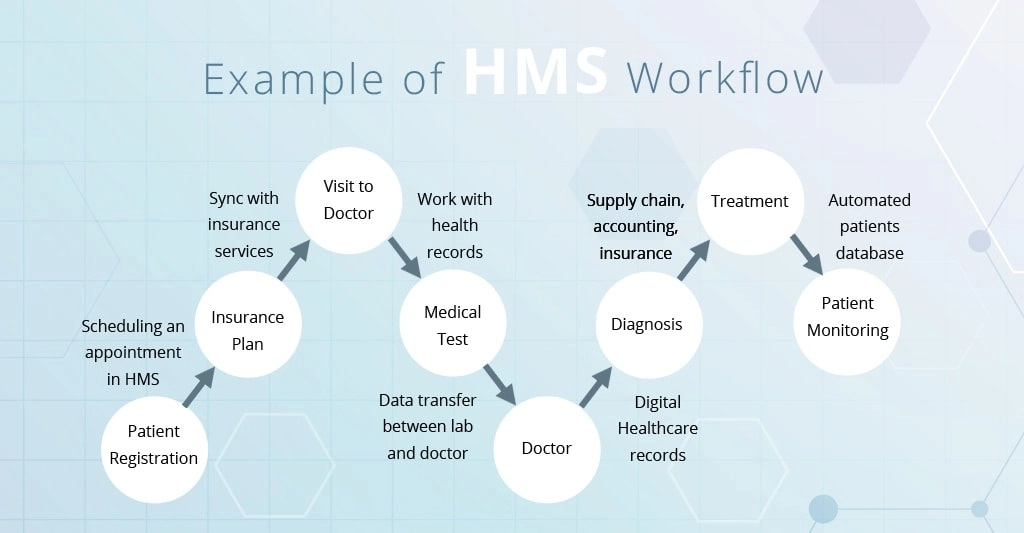 Example of HMS Workflow
Scheduling an
appointment
in HMS
Patient
Registration
Sync with
insurance
services
Insurance
Plan
Visit to
Doctor
Work with
health
records
Medical
Test
Data transfer
between lab
and doctor
Doctor
Digital
Healthcare
records
Diagnosis
Supply chain,
accounting,
insurance
Treatment
Automated
patients
database
Patient
Monitoring